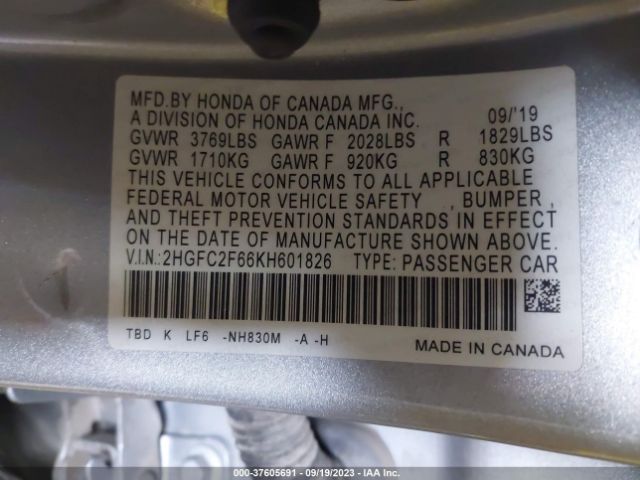 MFD.BY HONDA OF CANADA MFG.,
A DIVISION OF HONDA CANADA INC. 09/'19
GVWR 3769LBS GAWR F 2028LBS R 1829LBS
GVWR 1710KG GAWR F 920KG R 830KG
THIS VEHICLE CONFORMS TO ALL APPLICABLE
FEDERAL MOTOR VEHICLE SAFETY , BUMPER ,
AND THEFT PREVENTION STANDARDS IN EFFECT
ON THE DATE OF MANUFACTURE SHOWN ABOVE.
V.I.N.:2HGFC2F66KH601826 TYPE: PASSENGER CAR
TBD K LF6 -NH830M -A -H
MADE IN CANADA
000-37605691 - 09/19/2023 - IAA Inc.